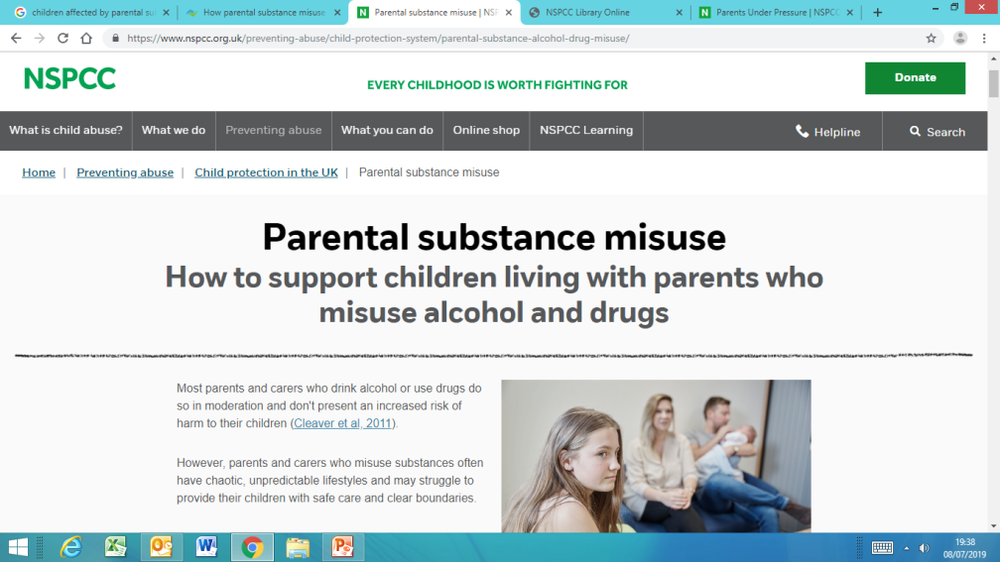 children affected by parental su
How parental substance misuse
Parental substance misuse | NSF
NSPCC Library Online
Parents Under Pressure | NSPCC
https://www.nspcc.org.uk/preventing-abuse/child-protection-system/parental-substance-alcohol-drug-misuse/
NSPCC
EVERY CHILDHOOD IS WORTH FIGHTING FOR
Donate
What is child abuse? What we do Preventing abuse What you can do Online shop NSPCC Learning Helpline Search
Home | Preventing abuse | Child protection in the UK | Parental substance misuse
Parental substance misuse
How to support children living with parents who
misuse alcohol and drugs
Most parents and carers who drink alcohol or use drugs do
so in moderation and don't present an increased risk of
harm to their children (Cleaver et al, 2011).
However, parents and carers who misuse substances often
have chaotic, unpredictable lifestyles and may struggle to
provide their children with safe care and clear boundaries.
19:38
08/07/2019